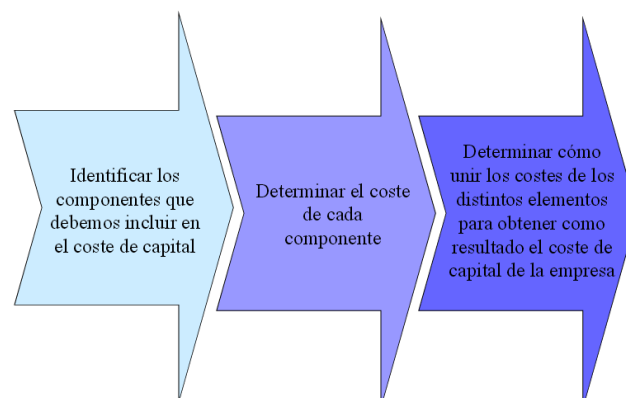 Identificar los
componentes que
debemos incluir en
el coste de capital
Determinar el coste
de cada
componente
Determinar cómo
unir los costes de los
distintos elementos
para obtener como
resultado el coste de
capital de la empresa